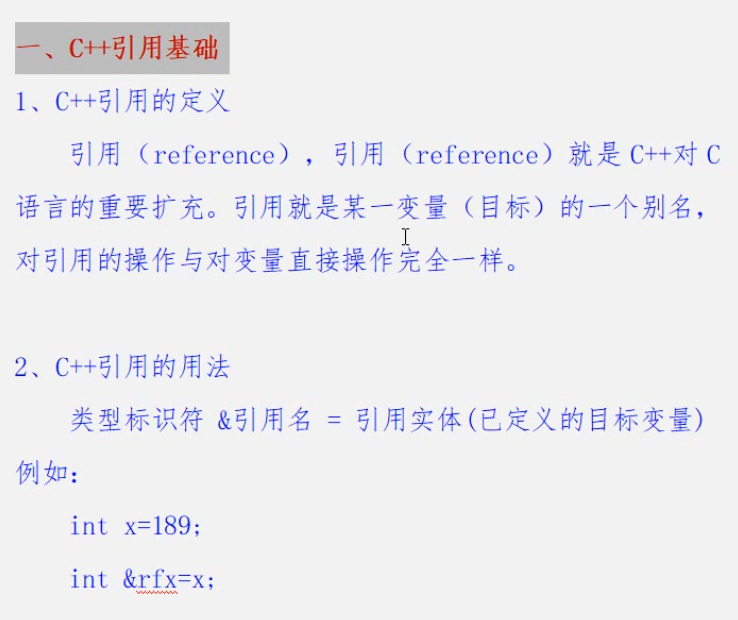 一、C++引用基础
1、C++引用的定义
引用（reference），引用（reference）就是 C++对 C
语言的重要扩充。引用就是某一变量（目标）的一个别名，
对引用的操作与对变量直接操作完全一样。
2、C++引用的用法
类型标识符 &引用名 = 引用实体(已定义的目标变量)
例如：
int x=189;
int &rfx=x;